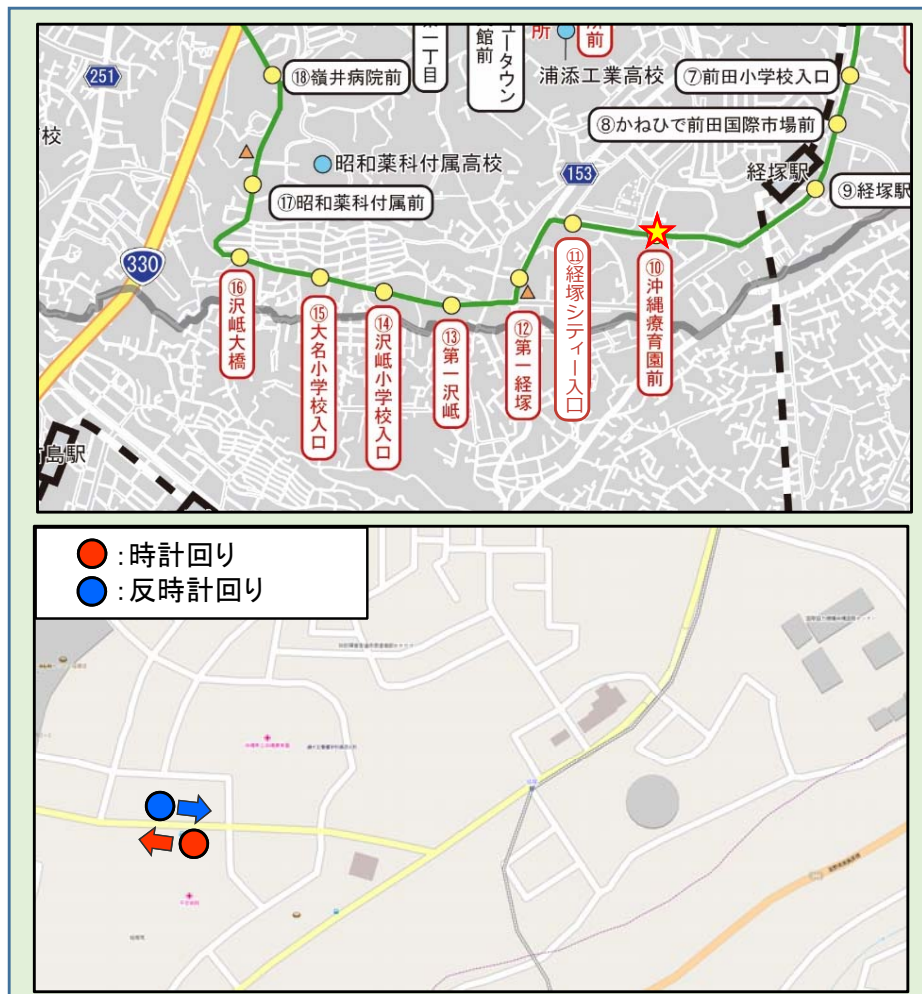 251
⑱嶺井病院前
一丁目
館前
ュータウン
所
前
浦添工業高校
⑦前田小学校入口
⑧かねひで前田国際市場前
校
昭和薬科付属高校
153
経塚駅
⑰昭和薬科付属前
⑨経塚駅
330
⑯沢岻大橋
⑮大名小学校入口
⑭沢岻小学校入口
⑬第一沢岻
⑫第一経塚
⑪経塚シティー入口
⑩沖縄療育園前
島駅
：時計回り
：反時計回り